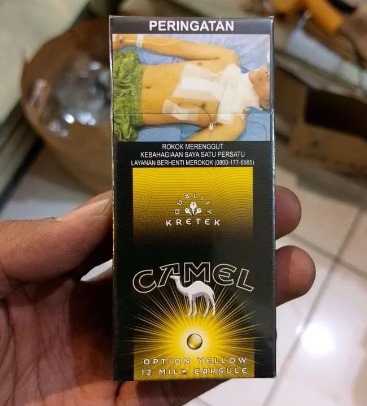 PERINGATAN
ROKOK MERENGGUT
KEBAHAGIAAN SAYA SATU PERSATU
LAYANAN BERHENTI MEROKOK (0800-177-6565)
QUALITY
KRETEK
CAMEL
OPTION YELLOW
12 MILD CAPSULE